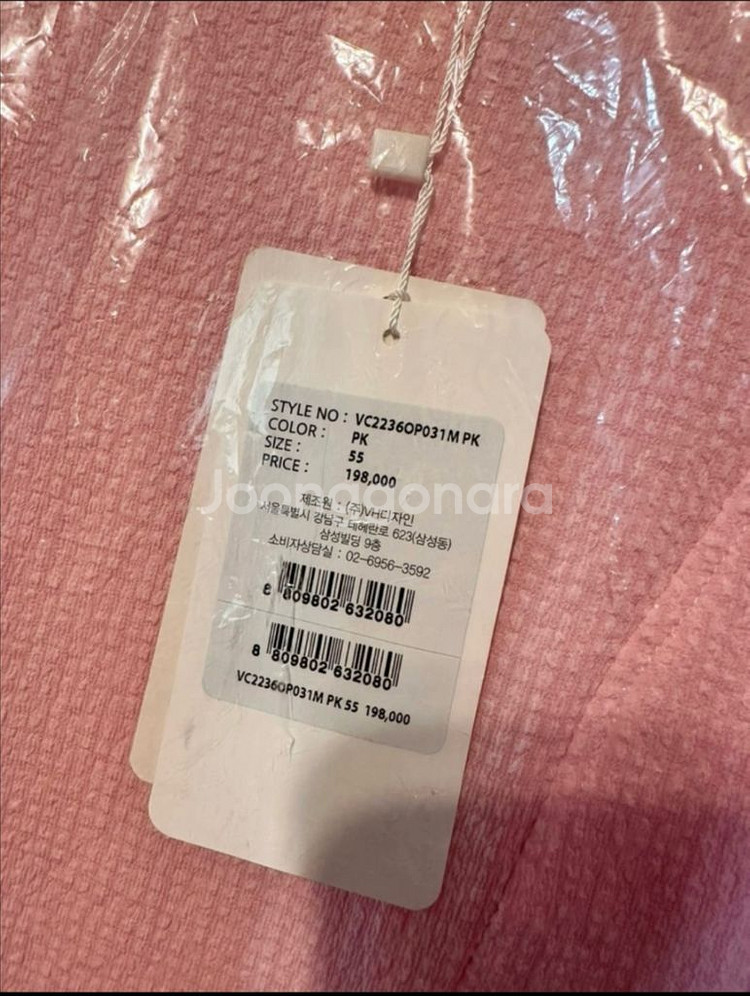 STYLE NO : VC2236OP031M PK
COLOR : PK
SIZE : 55
PRICE : 198,000
Joonggonara
제조원 : (주)VH디자인
서울특별시 강남구 테헤란로 623(삼성동)
삼성빌딩 9층
소비자상담실 : 02-6956-3592
8 809802 632080
8 809802 632080
VC2236OP031M PK 55 198,000